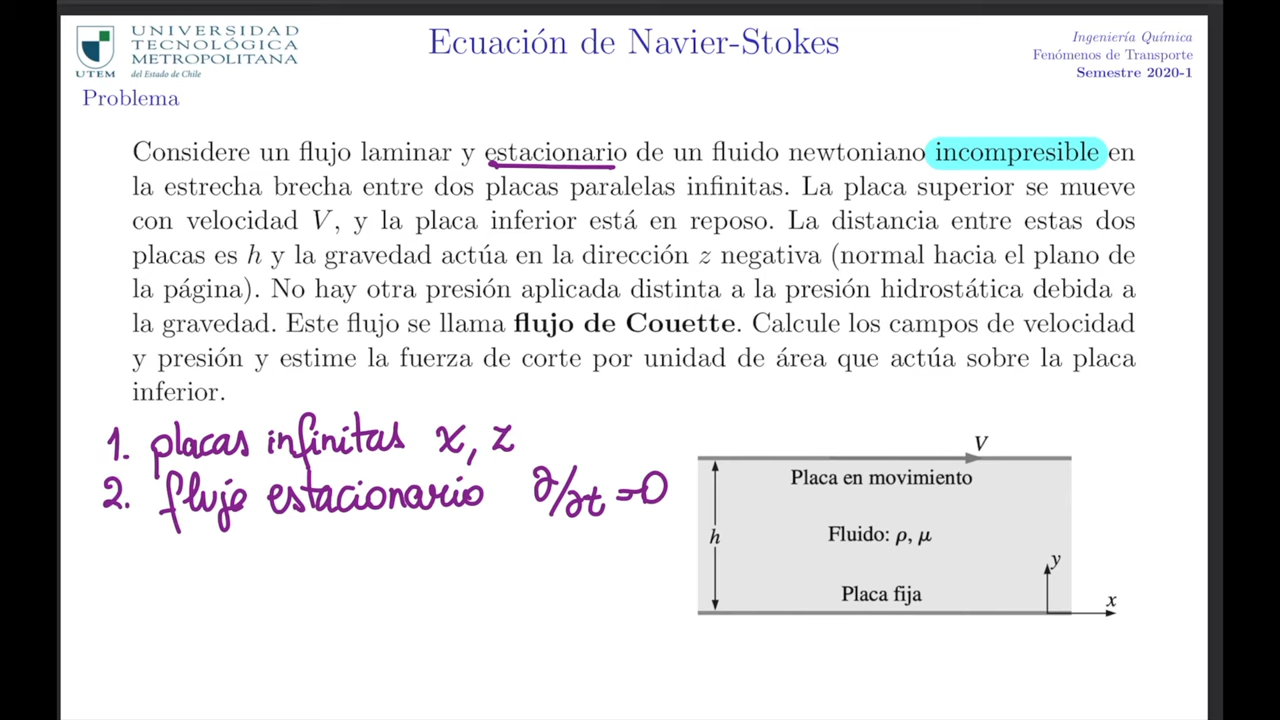 UNIVERSIDAD
TECNOLÓGICA
METROPOLITANA
del Estado de Chile
UTEM
Ecuación de Navier-Stokes
Ingeniería Química
Fenómenos de Transporte
Semestre 2020-1
Problema
Considere un flujo laminar y estacionario de un fluido newtoniano incompresible en
la estrecha brecha entre dos placas paralelas infinitas. La placa superior se mueve
con velocidad V, y la placa inferior está en reposo. La distancia entre estas dos
placas es h y la gravedad actúa en la dirección z negativa (normal hacia el plano de
la página). No hay otra presión aplicada distinta a la presión hidrostática debida a
la gravedad. Este flujo se llama flujo de Couette. Calcule los campos de velocidad
y presión y estime la fuerza de corte por unidad de área que actúa sobre la placa
inferior.
1. placas infinitas x, z
2. flujo estacionario ∂/∂t=0
V
Placa en movimiento
h
Fluido: ρ, μ
y
Placa fija
x